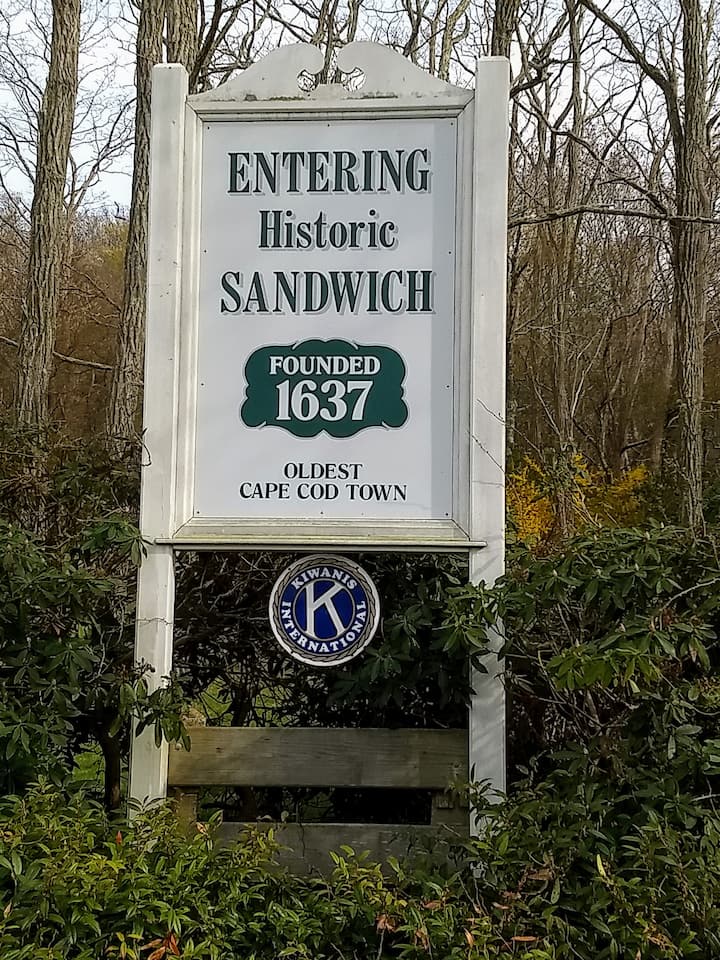 ENTERING
Historic
SANDWICH
FOUNDED
1637
OLDEST
CAPE COD TOWN
KIWANIS
K
INTERNATIONAL